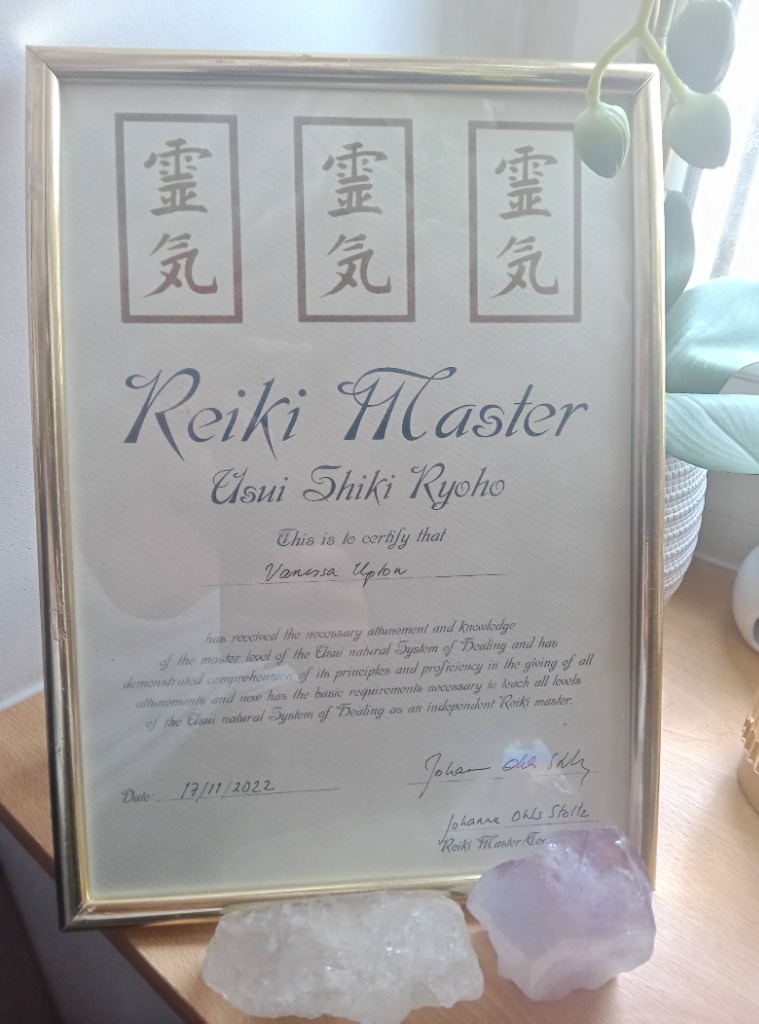 霊気 霊気 霊気
Reiki Master
Usui Shiki Ryoho
This is to certify that
Vanessa Upton
has received the necessary attunement and knowledge
of the master level of the Usui natural System of Healing and has
demonstrated comprehension of its principles and proficiency in the giving of all
attunements and now has the basic requirements necessary to teach all levels
of the Usui natural System of Healing as an independent Reiki master.
Date: 17/11/2022
Johanna Ohls Stoltz
Reiki Master/